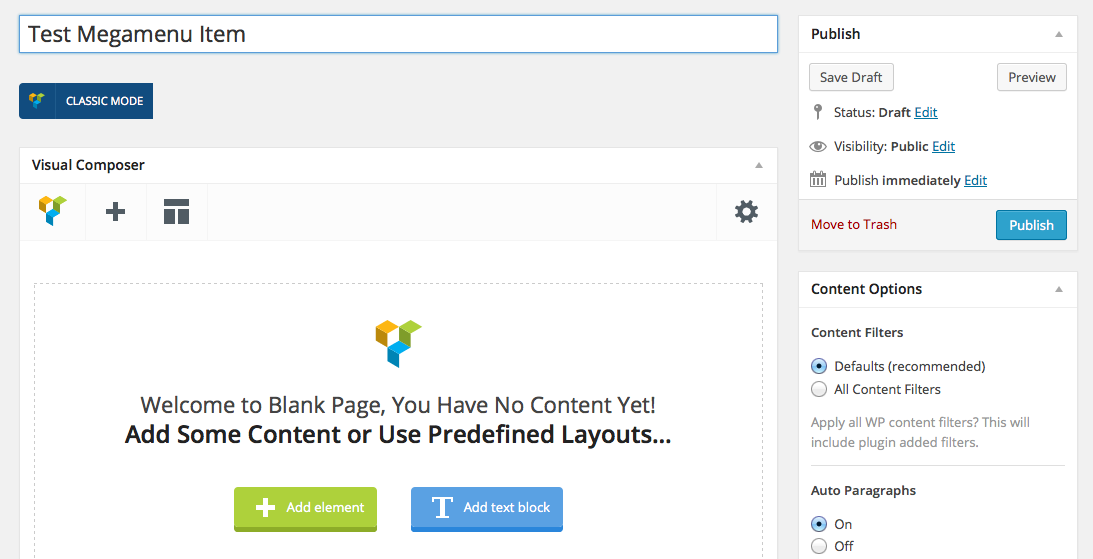 Test Megamenu Item
CLASSIC MODE
Visual Composer
Welcome to Blank Page, You Have No Content Yet!
Add Some Content or Use Predefined Layouts...
Add element
Add text block
Publish
Save Draft
Preview
Status: Draft Edit
Visibility: Public Edit
Publish immediately Edit
Move to Trash
Publish
Content Options
Content Filters
Defaults (recommended)
All Content Filters
Apply all WP content filters? This will
include plugin added filters.
Auto Paragraphs
On
Off